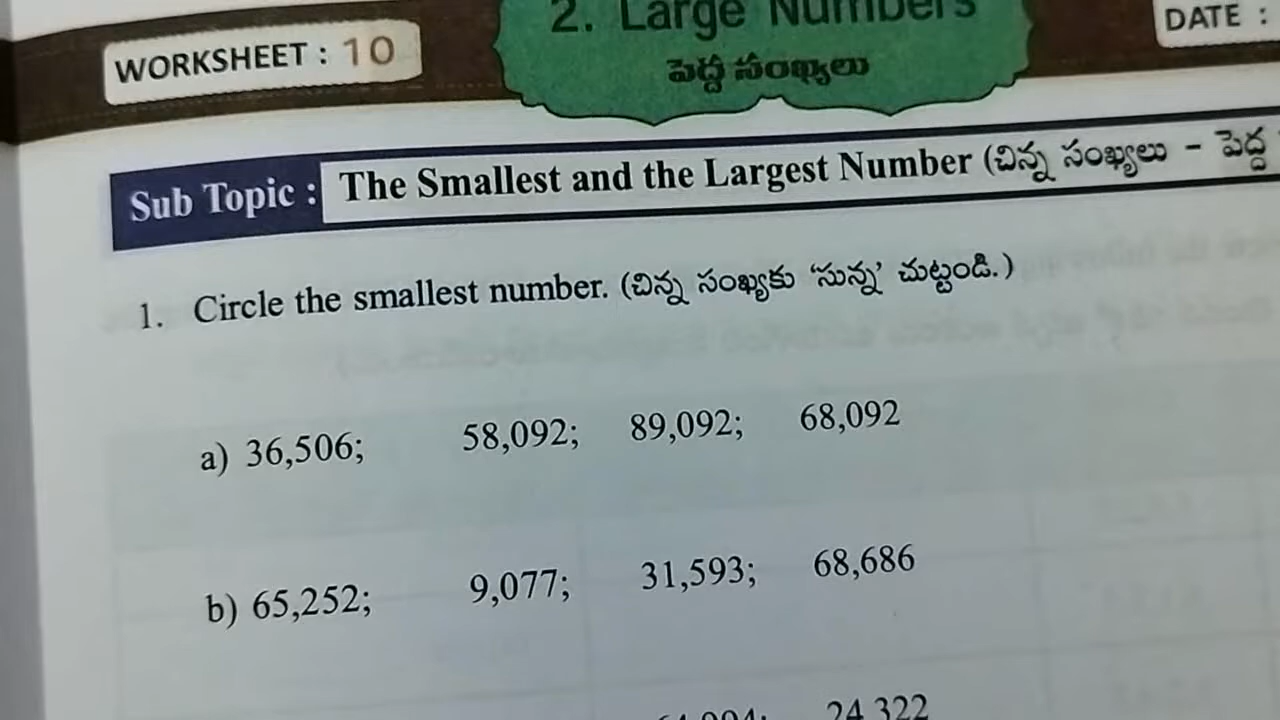 WORKSHEET : 10
2. Large Numbers
పెద్ద సంఖ్యలు
DATE :
Sub Topic : The Smallest and the Largest Number (చిన్న సంఖ్యలు - పెద్ద
1. Circle the smallest number. (చిన్న సంఖ్యకు ‘సున్న’ చుట్టండి.)
a) 36,506; 58,092; 89,092; 68,092
b) 65,252; 9,077; 31,593; 68,686
24,322